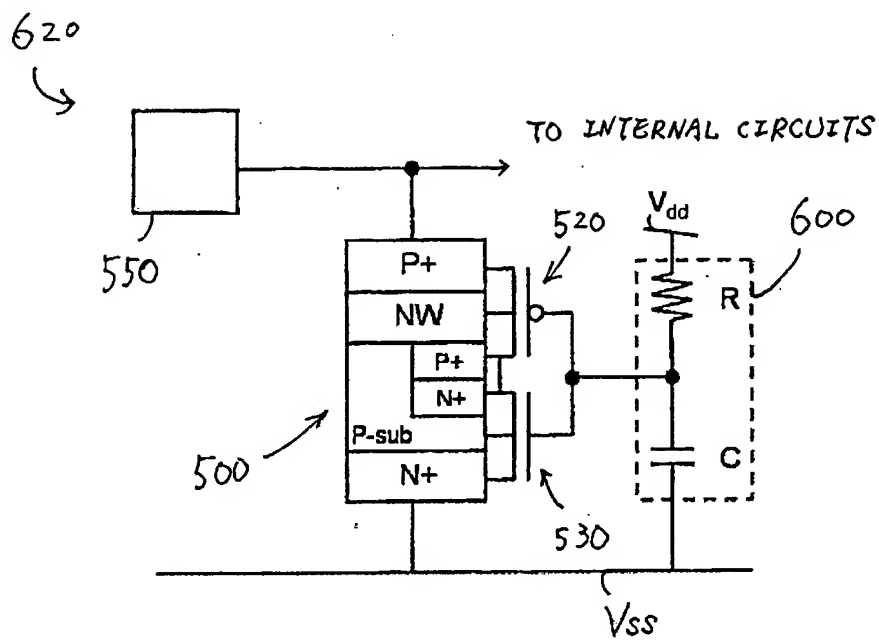 620
TO INTERNAL CIRCUITS
550
P+
NW
P+
N+
P-sub
N+
500
520
530
Vdd
600
R
C
Vss